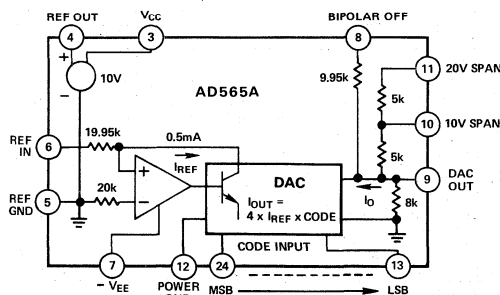 REF OUT
VCC
BIPOLAR OFF
4
3
8
+
−
10V
9.95k
11
20V SPAN
AD565A
5k
10
10V SPAN
REF IN
6
19.95k
0.5mA
IREF
5k
DAC
9
DAC OUT
IOUT = 4 x IREF x CODE
IO
8k
REF GND
5
20k
+
−
CODE INPUT
7
12
24
13
− VEE
POWER
MSB
LSB